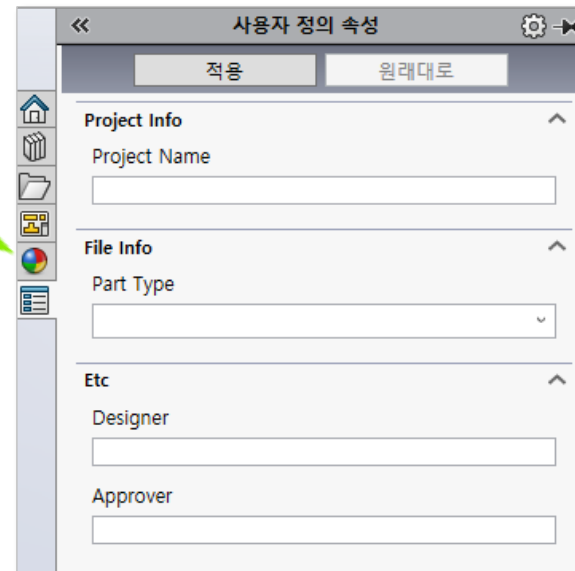 사용자 정의 속성
적용 원래대로
Project Info
Project Name
File Info
Part Type
Etc
Designer
Approver